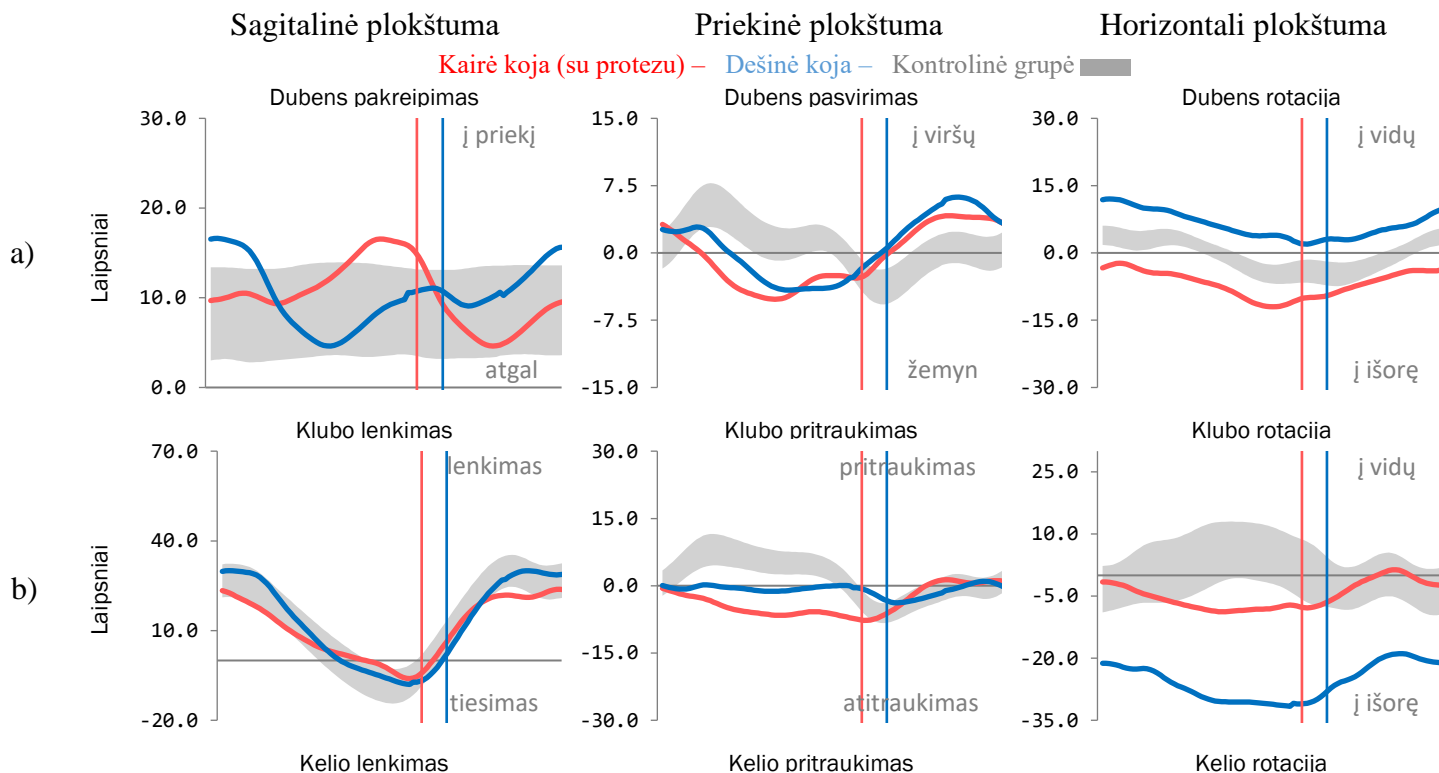 Sagitalinė plokštuma Priekinė plokštuma Horizontali plokštuma
Kairė koja (su protezu) – Dešinė koja – Kontrolinė grupė
a)
Laipsniai
Dubens pakreipimas
30.0
20.0
10.0
0.0
į priekį
atgal
Dubens pasvirimas
15.0
7.5
0.0
-7.5
-15.0
į viršų
žemyn
Dubens rotacija
30.0
15.0
0.0
-15.0
-30.0
į vidų
į išorę
b)
Laipsniai
Klubo lenkimas
70.0
40.0
10.0
-20.0
lenkimas
tiesimas
Klubo pritraukimas
30.0
15.0
0.0
-15.0
-30.0
pritraukimas
atitraukimas
Klubo rotacija
25.0
10.0
-5.0
-20.0
-35.0
į vidų
į išorę
Kelio lenkimas
Kelio pritraukimas
Kelio rotacija